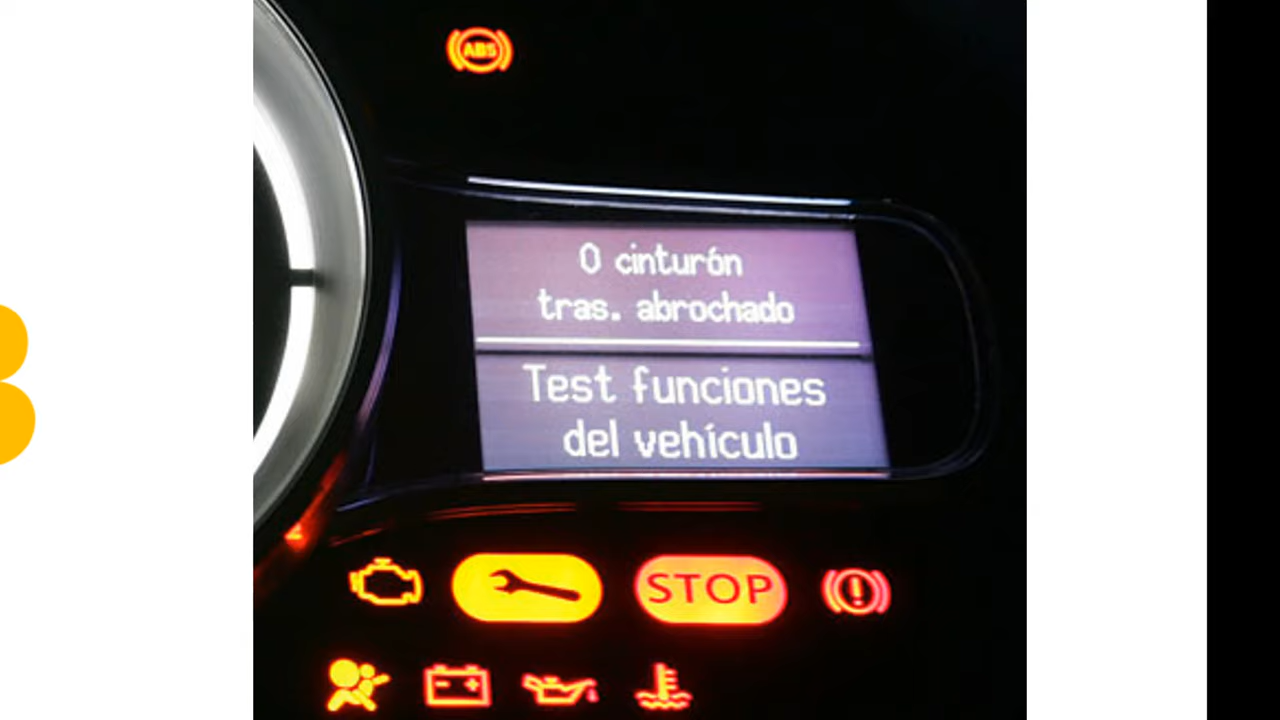 ABS
0 cinturón
tras. abrochado
Test funciones
del vehículo
STOP